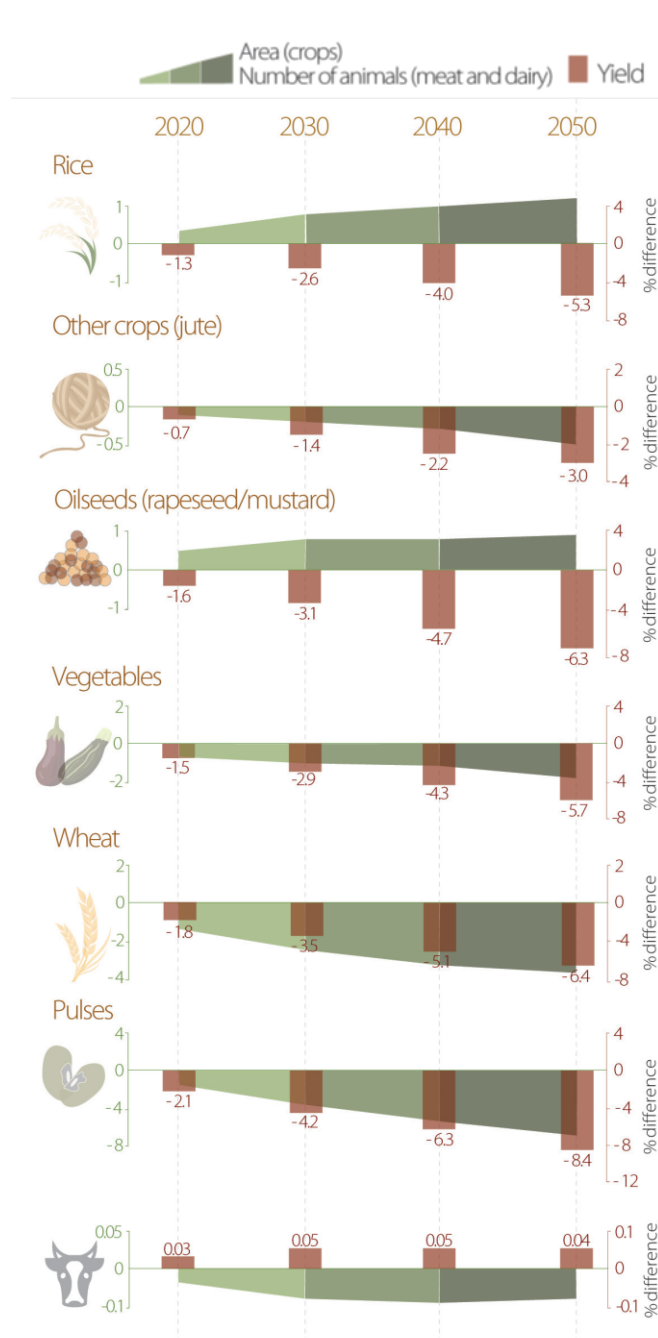 Area (crops)
Number of animals (meat and dairy)
Yield
2020 2030 2040 2050
Rice
1 4
0 0
-1 -4
-8
-1.3 -2.6 -4.0 -5.3
% difference
Other crops (jute)
0.5 2
0 0
-0.5 -2
-4
-0.7 -1.4 -2.2 -3.0
% difference
Oilseeds (rapeseed/mustard)
1 4
0 0
-1 -4
-8
-1.6 -3.1 -4.7 -6.3
% difference
Vegetables
2 4
0 0
-2 -4
-8
-1.5 -2.9 -4.3 -5.7
% difference
Wheat
2 2
0 0
-2 -4
-4 -8
-1.8 -3.5 -5.1 -6.4
% difference
Pulses
4 4
0 0
-4 -4
-8 -8
-12
-2.1 -4.2 -6.3 -8.4
% difference
0.05 0.1
0 0
-0.1 -0.1
0.03 0.05 0.05 0.04
% difference